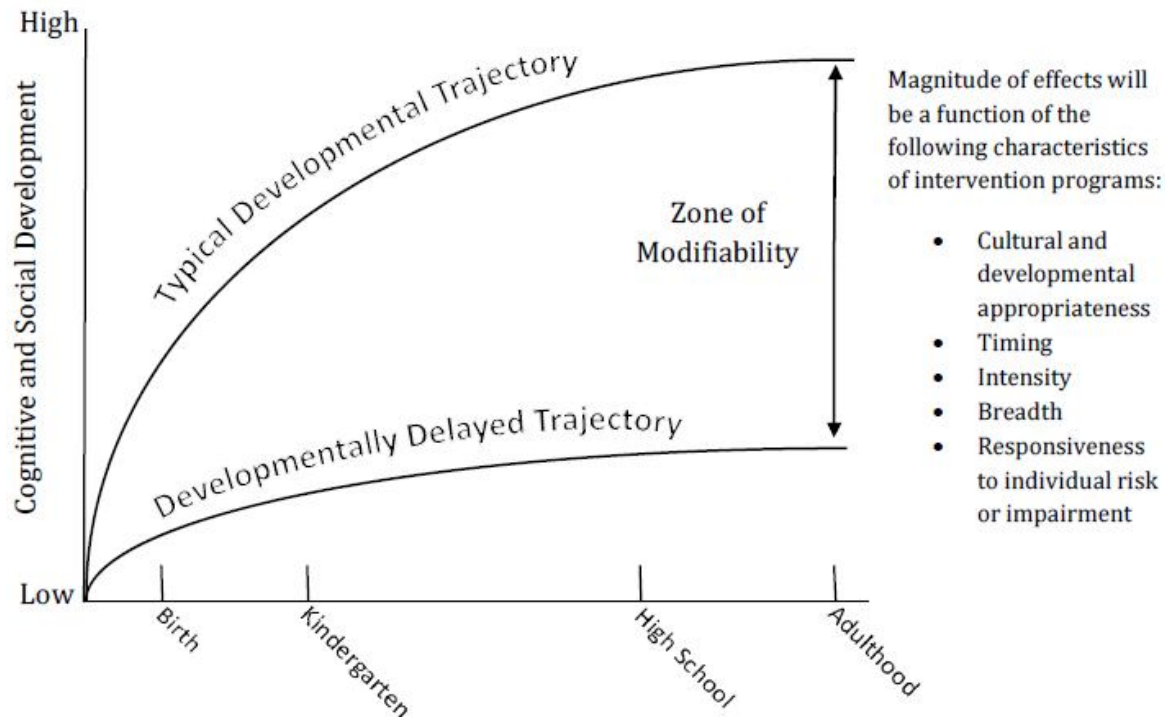 High
Cognitive and Social Development
Low
Typical Developmental Trajectory
Developmentally Delayed Trajectory
Zone of
Modifiability
Birth
Kindergarten
High School
Adulthood
Magnitude of effects will
be a function of the
following characteristics
of intervention programs:
• Cultural and
developmental
appropriateness
• Timing
• Intensity
• Breadth
• Responsiveness
to individual risk
or impairment